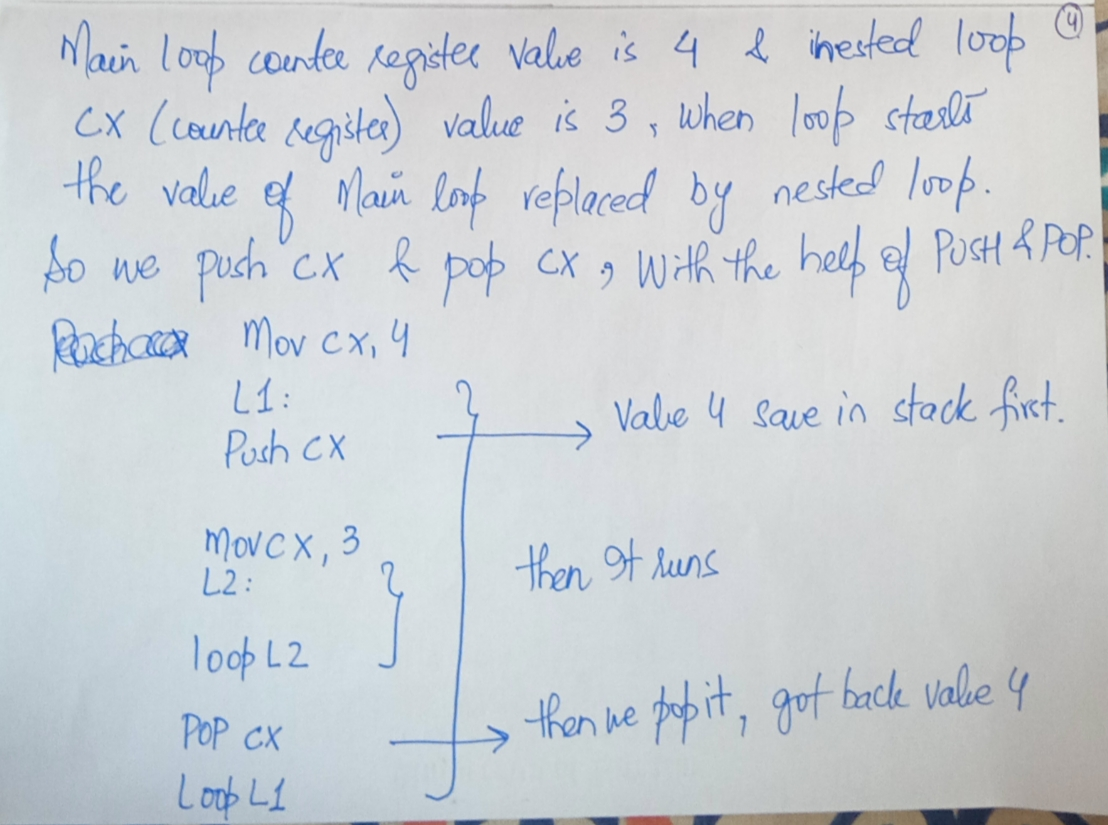 4
Main loop counter register value is 4 & inested loop
CX (counter register) value is 3, when loop starts
the value of Main loop replaced by nested loop.
So we push CX & pop CX, With the help of PUSH & POP.
Mov cx, 4
L1:
Push CX
Value 4 save in stack first.
Mov CX, 3
L2:
then It runs
loop L2
POP CX
then we pop it, got back value 4
Loop L1